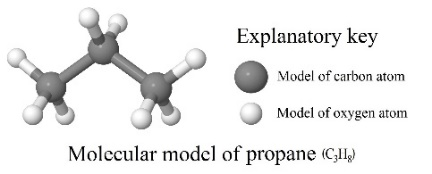 Explanatory key
Model of carbon atom
Model of oxygen atom
Molecular model of propane (C₃H₈)